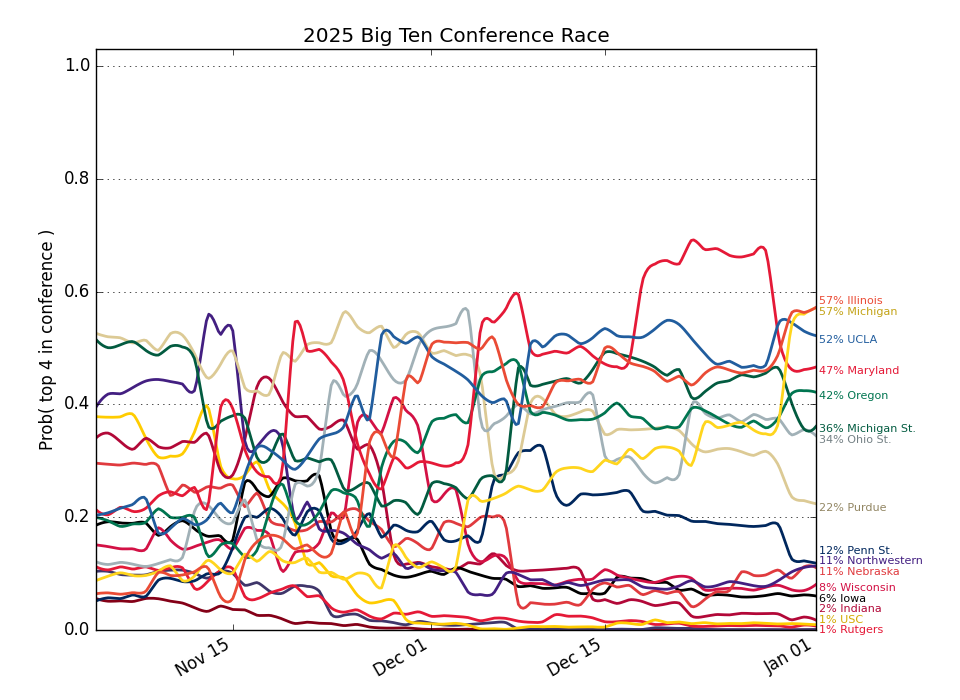 2025 Big Ten Conference Race
Prob( top 4 in conference )
1.0
0.8
0.6
0.4
0.2
0.0
Nov 15
Dec 01
Dec 15
Jan 01
57% Illinois
57% Michigan
52% UCLA
47% Maryland
42% Oregon
36% Michigan St.
34% Ohio St.
22% Purdue
12% Penn St.
11% Northwestern
11% Nebraska
8% Wisconsin
6% Iowa
2% Indiana
1% USC
1% Rutgers